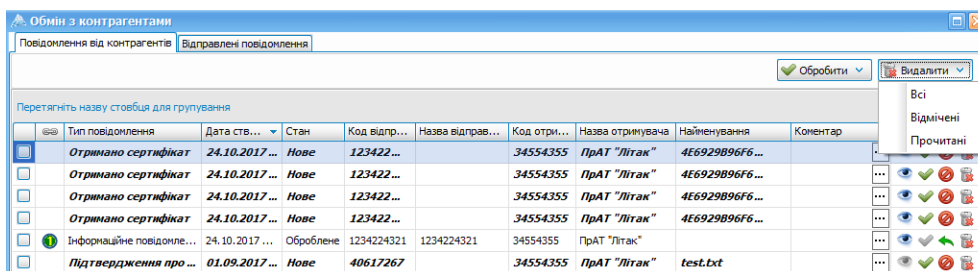 Обмін з контрагентами
Повідомлення від контрагентів Відправлені повідомлення
Обробити Видалити
Всі
Відмічені
Прочитані
Перетягніть назву стовбця для групування
Тип повідомлення Дата ств... Стан Код відпр... Назва відправ... Код отри... Назва отримувача Найменування Коментар
Отримано сертифікат 24.10.2017 ... Нове 123422... 34554355 ПрАТ "Літак" 4E6929B96F6... ...
Отримано сертифікат 24.10.2017 ... Нове 123422... 34554355 ПрАТ "Літак" 4E6929B96F6... ...
Отримано сертифікат 24.10.2017 ... Нове 123422... 34554355 ПрАТ "Літак" 4E6929B96F6... ...
Отримано сертифікат 24.10.2017 ... Нове 123422... 34554355 ПрАТ "Літак" 4E6929B96F6... ...
1 Інформаційне повідомле... 24.10.2017 ... Оброблене 1234224321 1234224321 34554355 ПрАТ "Літак" ...
Підтвердження про ... 01.09.2017 ... Нове 40617267 34554355 ПрАТ "Літак" test.txt ...